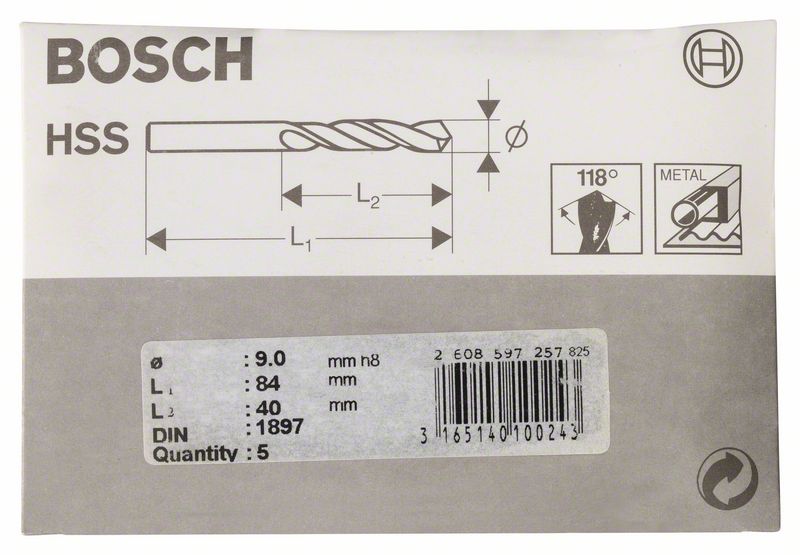 BOSCH
HSS
Ø
L2
L1
118°
METAL
ø : 9.0 mm h8
L1 : 84 mm
L2 : 40 mm
DIN : 1897
Quantity : 5
2 608 597 257 825
3 165140 100243